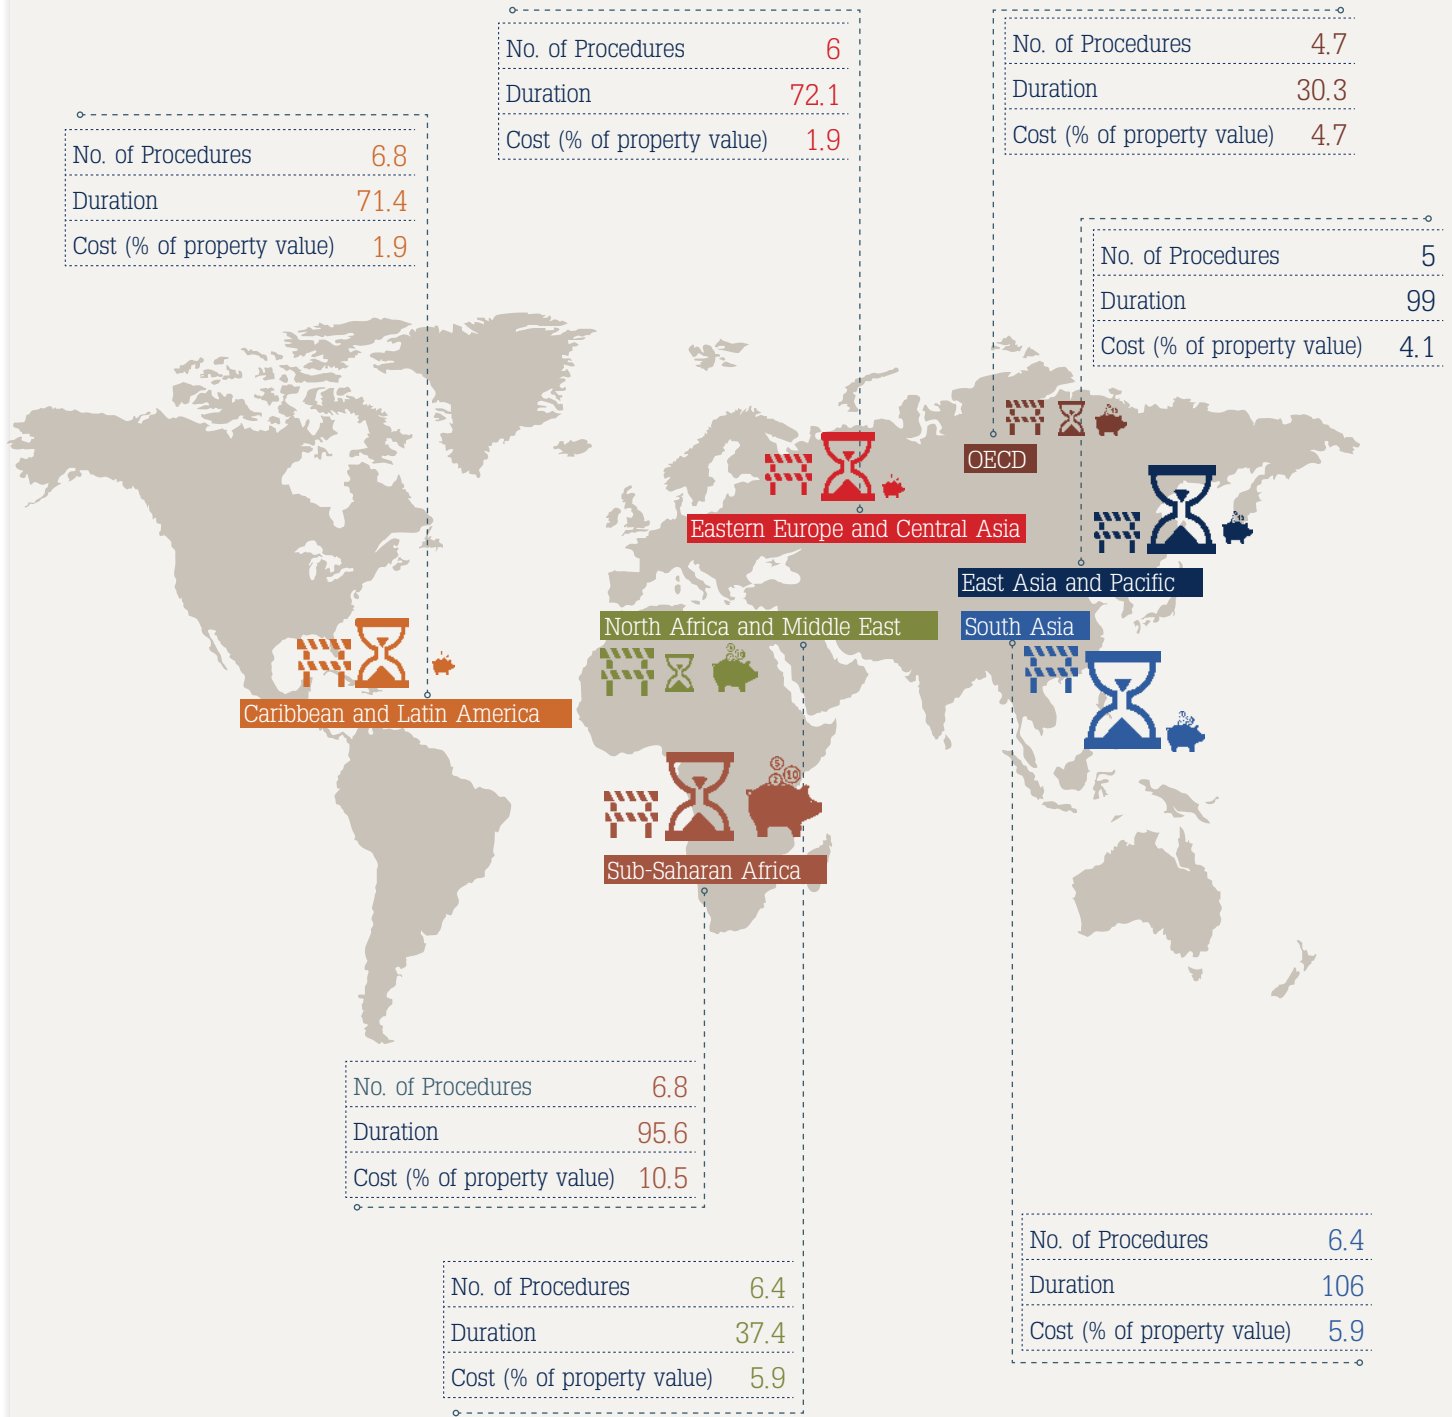 No. of Procedures 6
Duration 72.1
Cost (% of property value) 1.9
No. of Procedures 4.7
Duration 30.3
Cost (% of property value) 4.7
No. of Procedures 6.8
Duration 71.4
Cost (% of property value) 1.9
No. of Procedures 5
Duration 99
Cost (% of property value) 4.1
OECD
Eastern Europe and Central Asia
East Asia and Pacific
North Africa and Middle East
South Asia
Caribbean and Latin America
5
2 10
Sub-Saharan Africa
No. of Procedures 6.8
Duration 95.6
Cost (% of property value) 10.5
No. of Procedures 6.4
Duration 106
Cost (% of property value) 5.9
No. of Procedures 6.4
Duration 37.4
Cost (% of property value) 5.9